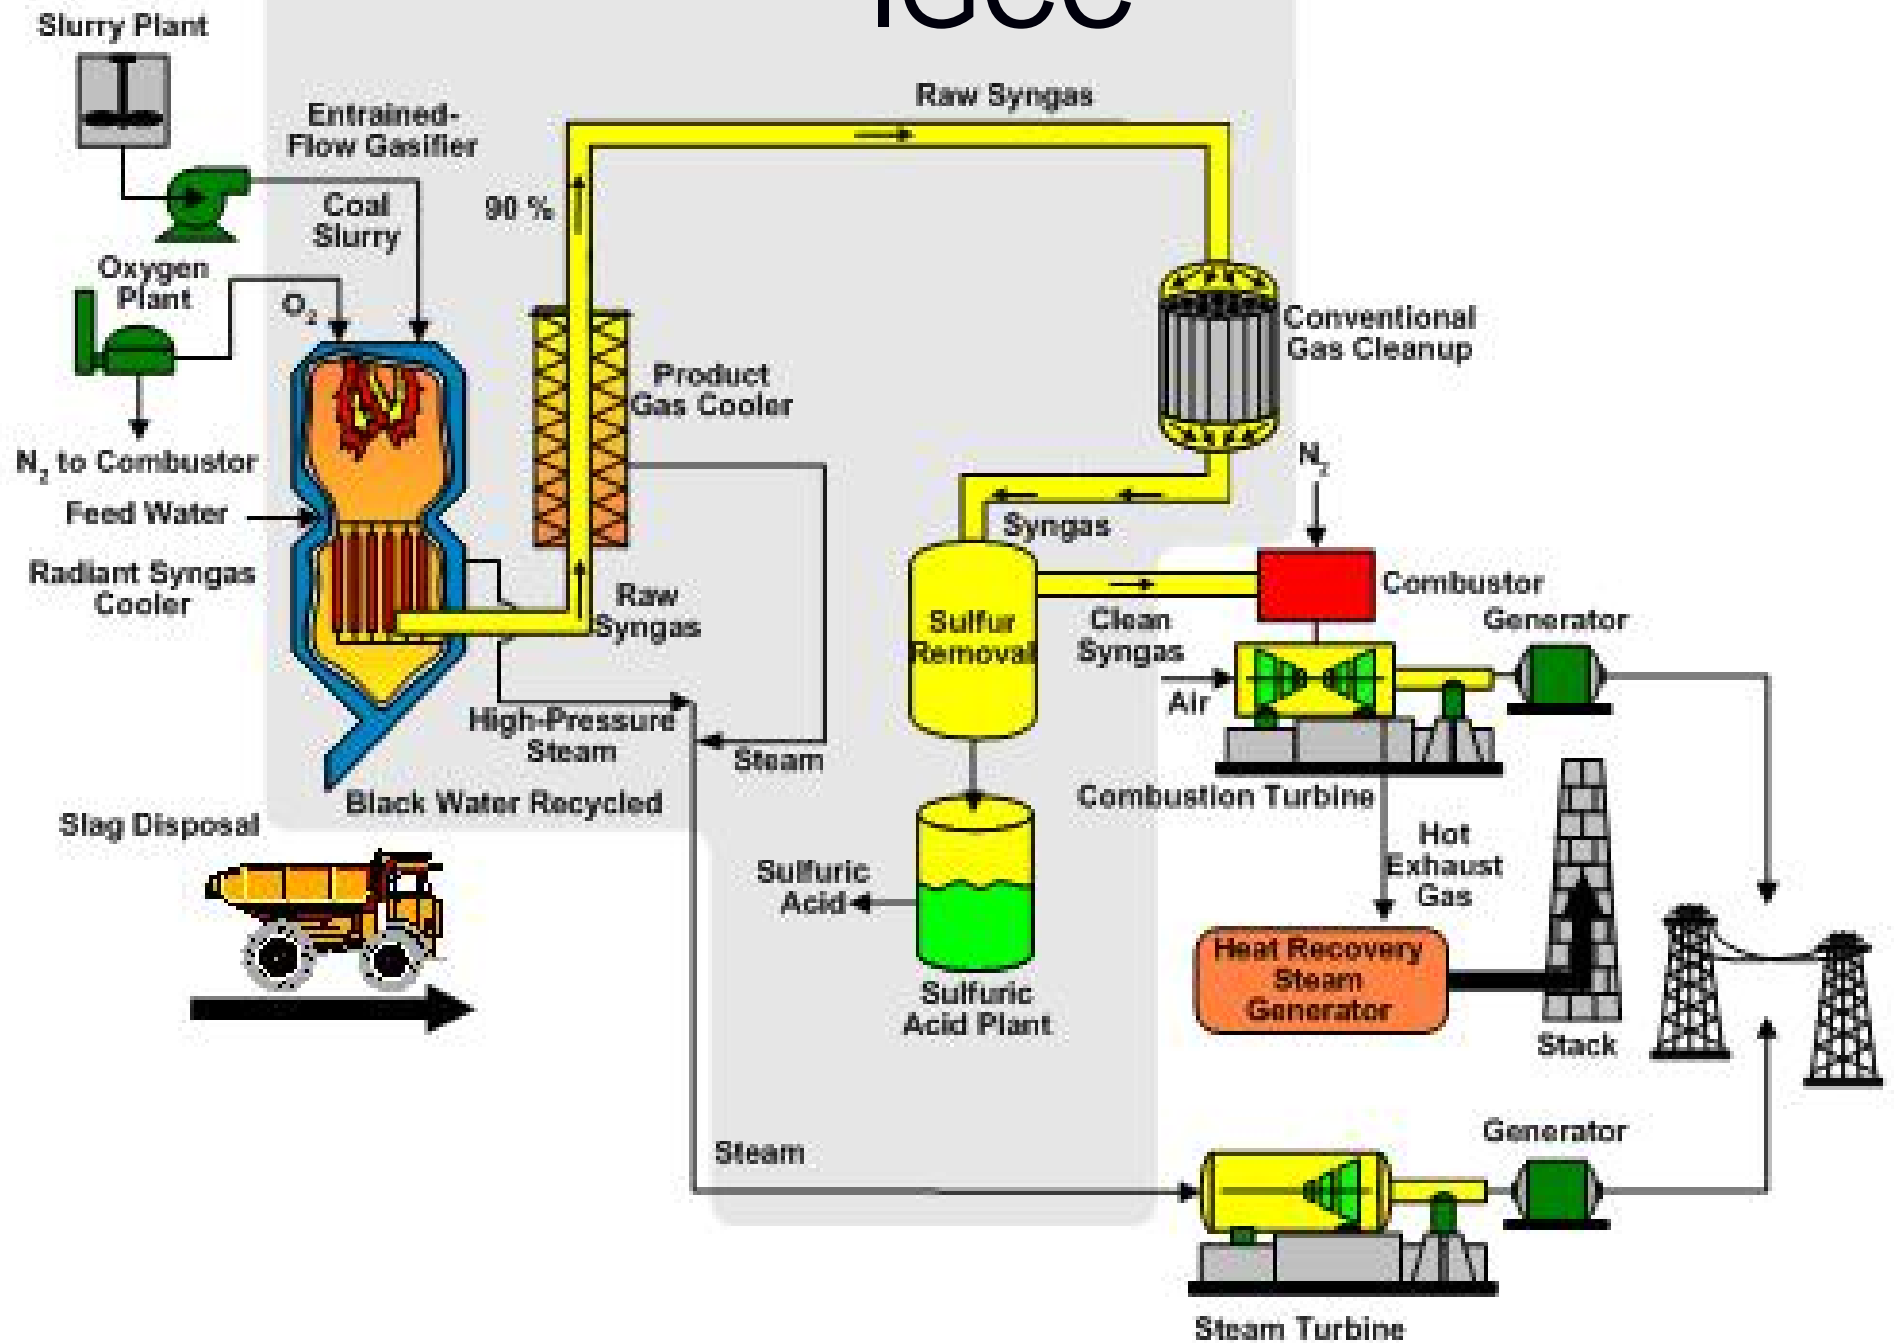 IGCC
Slurry Plant
Entrained-
Flow Gasifier
Raw Syngas
90 %
Coal
Slurry
Oxygen
Plant
O₂
Conventional
Gas Cleanup
Product
Gas Cooler
N₂ to Combustor
N₂
Feed Water
Syngas
Radiant Syngas
Cooler
Raw
Syngas
Combustor
Sulfur
Removal
Clean
Syngas
Generator
Air
High-Pressure
Steam
Steam
Black Water Recycled
Combustion Turbine
Slag Disposal
Hot
Exhaust
Gas
Sulfuric
Acid
Heat Recovery
Steam
Generator
Sulfuric
Acid Plant
Stack
Steam
Generator
Steam Turbine